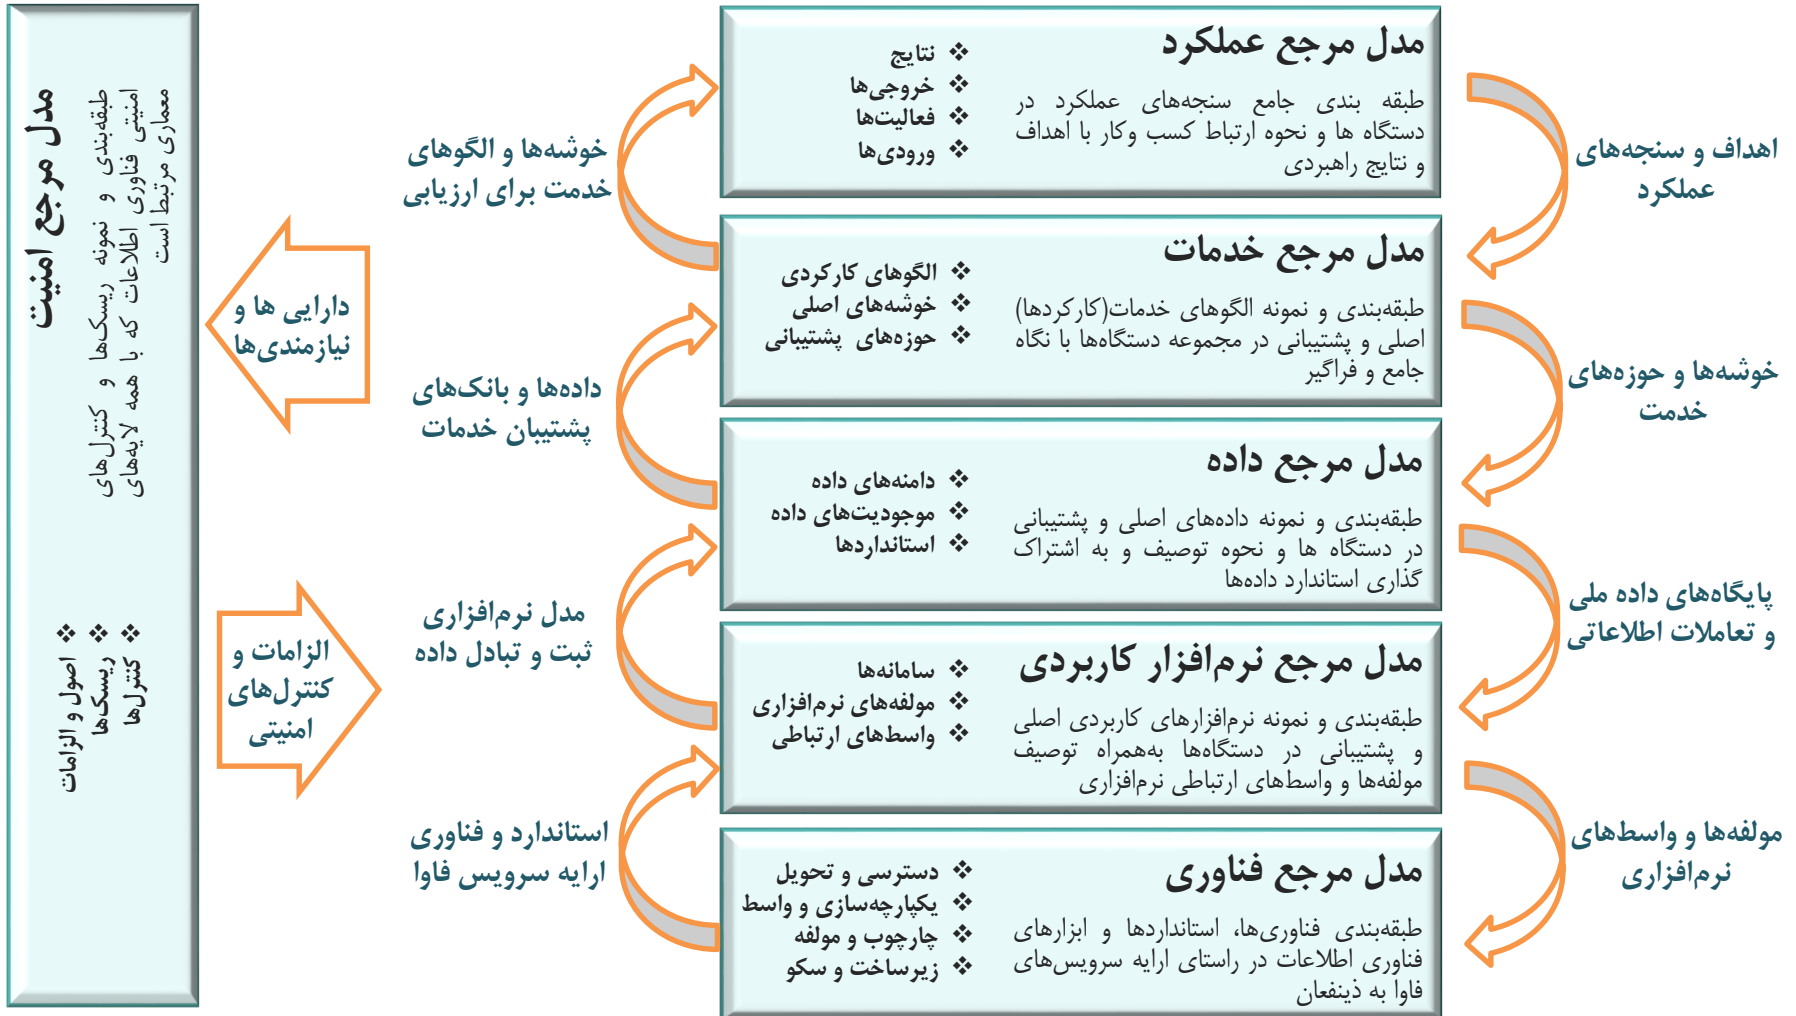 مدل مرجع عملکرد
طبقه بندی جامع سنجه‌های عملکرد در
دستگاه ها و نحوه ارتباط کسب وکار با اهداف
و نتایج راهبردی
❖ نتایج
❖ خروجی‌ها
❖ فعالیت‌ها
❖ ورودی‌ها
مدل مرجع خدمات
طبقه‌بندی و نمونه الگوهای خدمات(کارکردها)
اصلی و پشتیبانی در مجموعه دستگاه‌ها با نگاه
جامع و فراگیر
❖ الگوهای کارکردی
❖ خوشه‌های اصلی
❖ حوزه‌های پشتیبانی
مدل مرجع داده
طبقه‌بندی و نمونه داده‌های اصلی و پشتیبانی
در دستگاه ها و نحوه توصیف و به اشتراک
گذاری استاندارد داده‌ها
❖ دامنه‌های داده
❖ موجودیت‌های داده
❖ استانداردها
مدل مرجع نرم‌افزار کاربردی
طبقه‌بندی و نمونه نرم‌افزارهای کاربردی اصلی
و پشتیبانی در دستگاه‌ها به‌همراه توصیف
مولفه‌ها و واسط‌های ارتباطی نرم‌افزاری
❖ سامانه‌ها
❖ مولفه‌های نرم‌افزاری
❖ واسط‌های ارتباطی
مدل مرجع فناوری
طبقه‌بندی فناوری‌ها، استانداردها و ابزارهای
فناوری اطلاعات در راستای ارایه سرویس‌های
فاوا به ذینفعان
❖ دسترسی و تحویل
❖ یکپارچه‌سازی و واسط
❖ چارچوب و مولفه
❖ زیرساخت و سکو
اهداف و سنجه‌های
عملکرد
خوشه‌ها و حوزه‌های
خدمت
پایگاه‌های داده ملی
و تعاملات اطلاعاتی
مولفه‌ها و واسط‌های
نرم‌افزاری
خوشه‌ها و الگوهای
خدمت برای ارزیابی
داده‌ها و بانک‌های
پشتیبان خدمات
مدل نرم‌افزاری
ثبت و تبادل داده
استاندارد و فناوری
ارایه سرویس فاوا
دارایی ها و
نیازمندی‌ها
الزامات و
کنترل‌های
امنیتی
مدل مرجع امنیت
طبقه‌بندی و نمونه ریسک‌ها و کنترل‌های
امنیتی فناوری اطلاعات که با همه لایه‌های
معماری مرتبط است
❖ اصول و الزامات
❖ ریسک‌ها
❖ کنترل‌ها